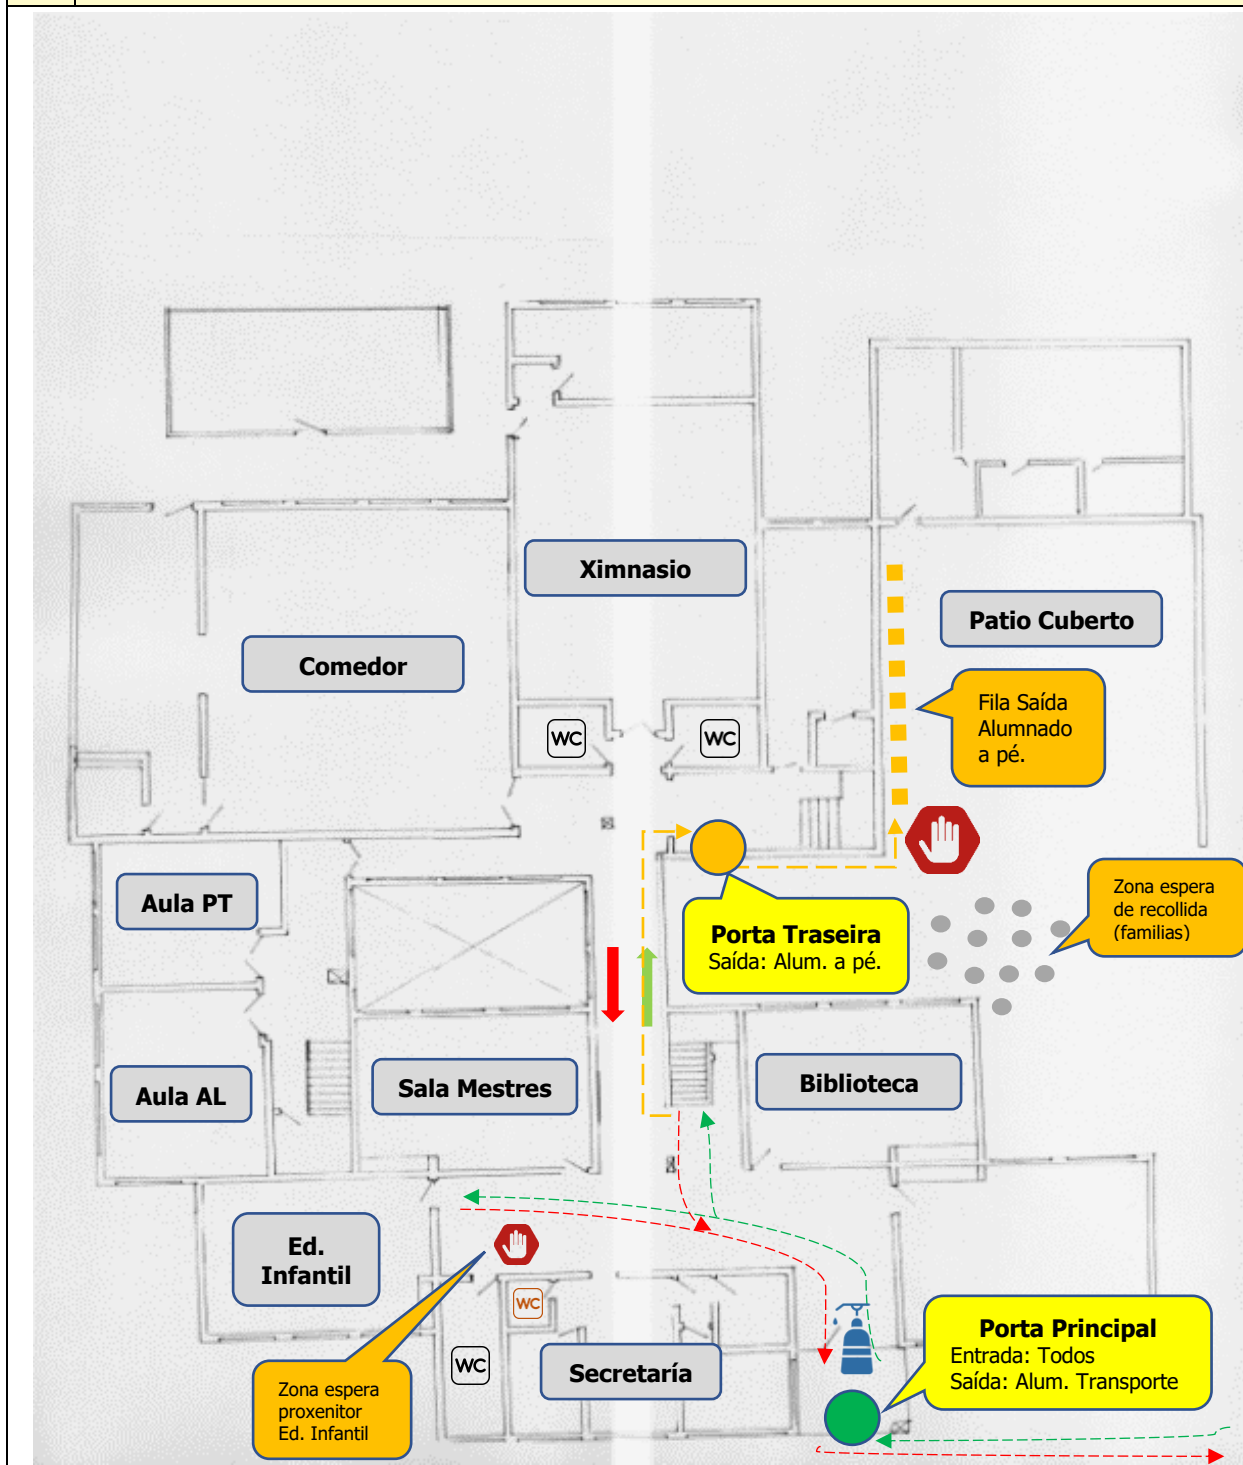 Ximnasio
Patio Cuberto
Comedor
Fila Saída
Alumnado
a pé.
WC
WC
Aula PT
Porta Traseira
Saída: Alum. a pé.
Zona espera
de recollida
(familias)
Aula AL
Sala Mestres
Biblioteca
Ed.
Infantil
WC
WC
Secretaría
Porta Principal
Entrada: Todos
Saída: Alum. Transporte
Zona espera
proxenitor
Ed. Infantil